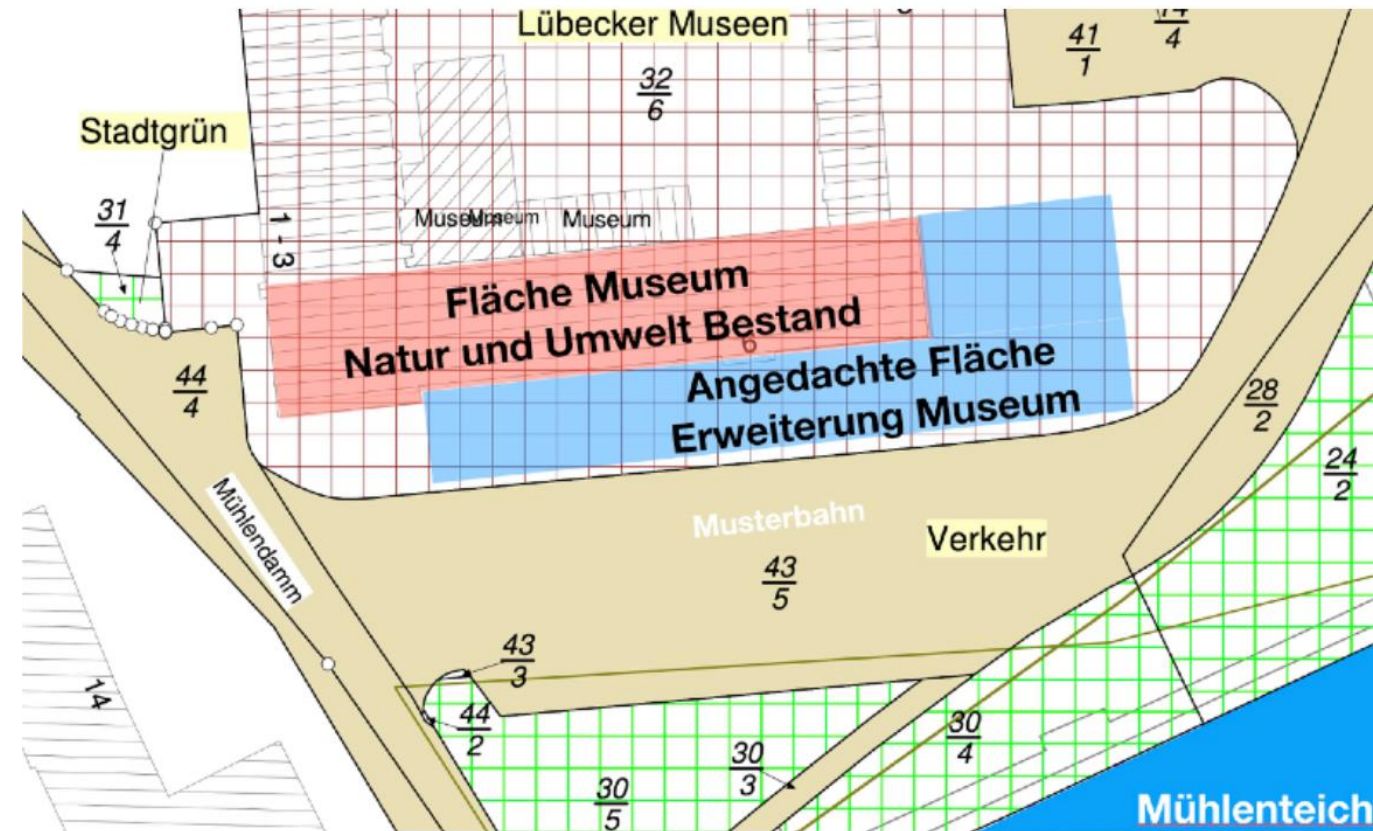 Lübecker Museen
41
1
4
32
6
Stadtgrün
31
4
1 - 3
Museum
Museum
Museum
Fläche Museum
Natur und Umwelt Bestand
6
Angedachte Fläche
Erweiterung Museum
44
4
28
2
24
2
Mühlendamm
Musterbahn
Verkehr
43
5
43
3
14
44
2
30
4
30
3
30
5
Mühlenteich